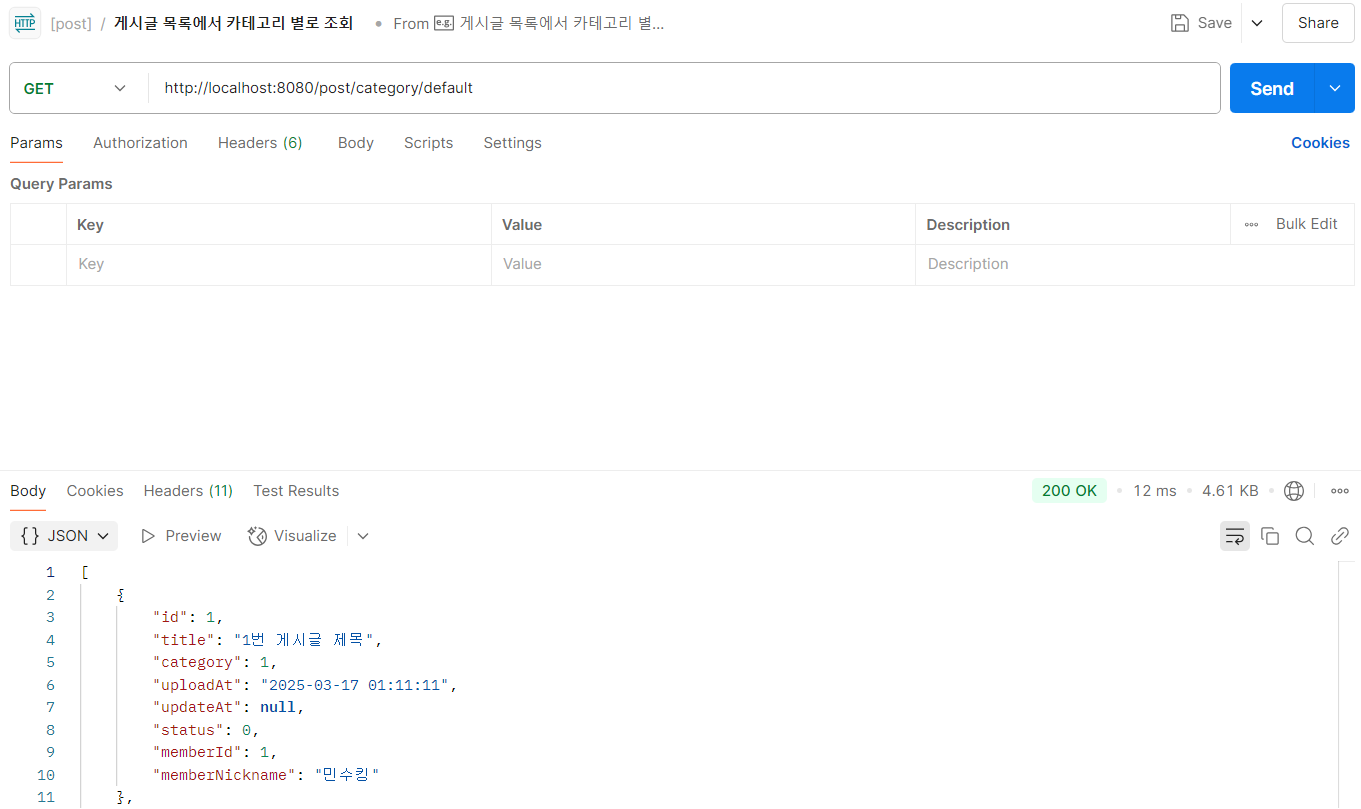 HTTP [post] / 게시글 목록에서 카테고리 별로 조회 From e.g. 게시글 목록에서 카테고리 별... Save Share
GET http://localhost:8080/post/category/default Send
Params Authorization Headers (6) Body Scripts Settings Cookies
Query Params
Key Value Description Bulk Edit
Key Value Description
Body Cookies Headers (11) Test Results 200 OK 12 ms 4.61 KB
{} JSON Preview Visualize
1 [
2 {
3 "id": 1,
4 "title": "1번 게시글 제목",
5 "category": 1,
6 "uploadAt": "2025-03-17 01:11:11",
7 "updateAt": null,
8 "status": 0,
9 "memberId": 1,
10 "memberNickname": "민수킹"
11 },